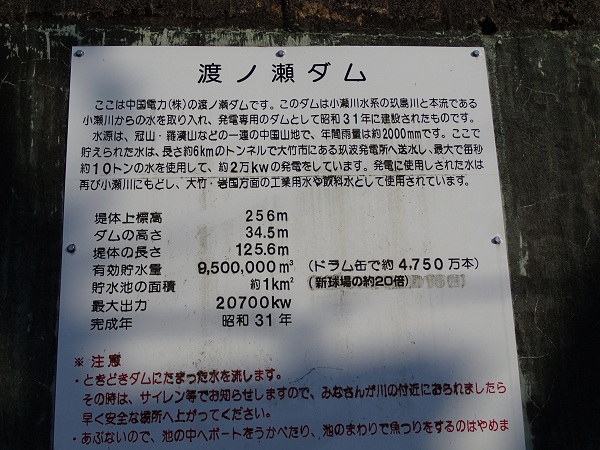 渡ノ瀬ダム
ここは中国電力(株)の渡ノ瀬ダムです。このダムは小瀬川水系の玖島川と本流である
小瀬川からの水を取り入れ、発電専用のダムとして昭和31年に建設されたものです。
水源は、冠山・羅漢山などの一連の中国山地で、年間雨量は約2000mmです。ここで
貯えられた水は、長さ約6kmのトンネルで大竹市にある玖波発電所へ送水し、最大で毎秒
約10トンの水を使用して、約2万kwの発電をしています。発電に使用された水は
再び小瀬川にもどし、大竹・岩国方面の工業用水や飲料水として使用されています。
堤体上標高 256m
ダムの高さ 34.5m
堤体の長さ 125.6m
有効貯水量 9,500,000m³ (ドラム缶で約4,750万本)
貯水池の面積 約1km² (新球場の約20倍)
最大出力 20700kw
完成年 昭和31年
※ 注意
・ときどきダムにたまった水を流します。
その時は、サイレン等でお知らせしますので、みなさんが川の付近におられましたら
早く安全な場所へ上がってください。
・あぶないので、池の中へボートをうかべたり、池のまわりで魚つりをするのはやめま